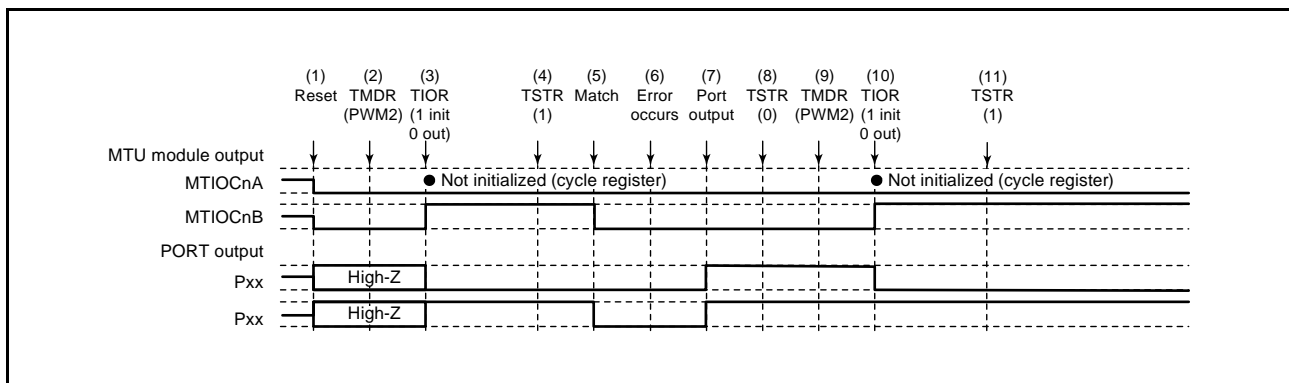 (1) (2) (3) (4) (5) (6) (7) (8) (9) (10) (11)
Reset TMDR TIOR TSTR Match Error Port TSTR TMDR TIOR TSTR
(PWM2) (1 init (1) occurs output (0) (PWM2) (1 init (1)
0 out) 0 out)
MTU module output
MTIOCnA ● Not initialized (cycle register) ● Not initialized (cycle register)
MTIOCnB
PORT output
Pxx High-Z
Pxx High-Z